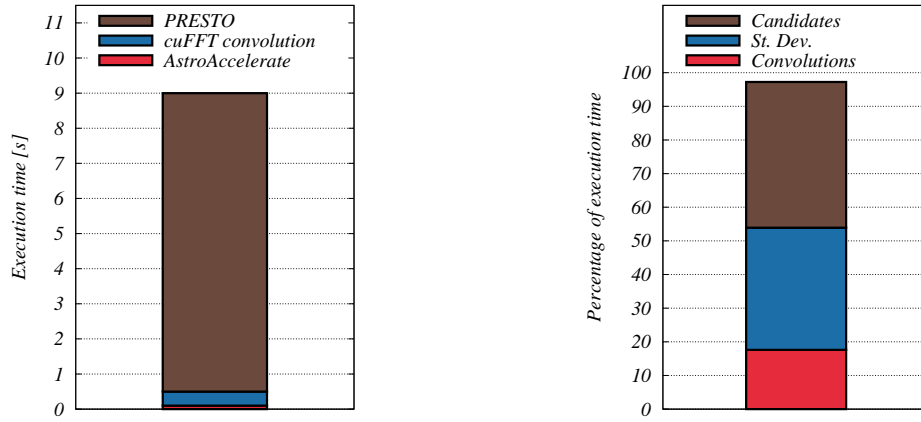 PRESTO
cuFFT convolution
AstroAccelerate
11
10
9
8
7
6
5
4
3
2
1
0
Execution time [s]
Candidates
St. Dev.
Convolutions
100
90
80
70
60
50
40
30
20
10
0
Percentage of execution time